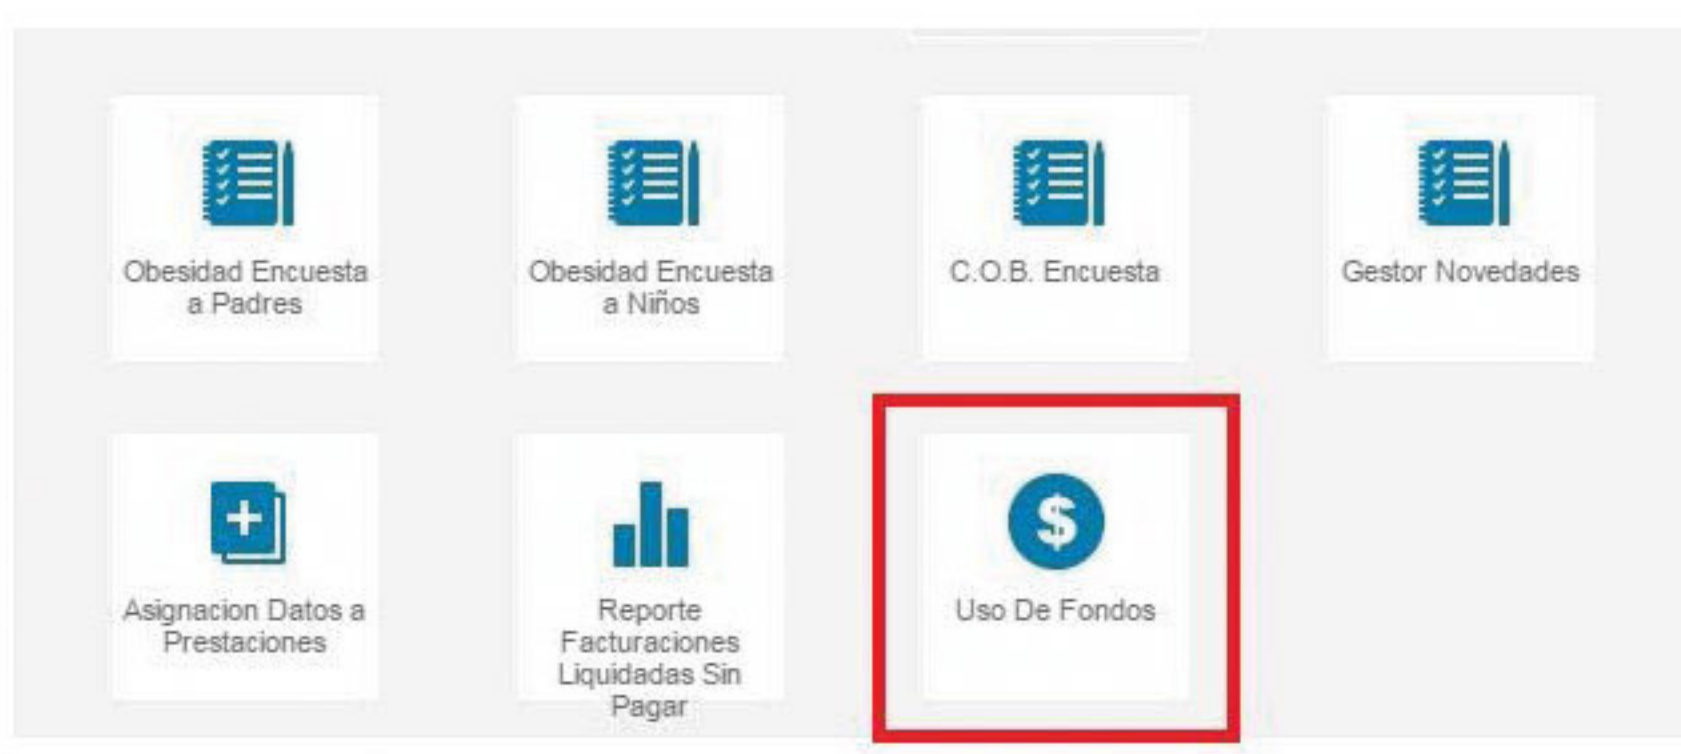 Obesidad Encuesta
a Padres
Obesidad Encuesta
a Niños
C.O.B. Encuesta
Gestor Novedades
Asignacion Datos a
Prestaciones
Reporte
Facturaciones
Liquidadas Sin
Pagar
$
Uso De Fondos